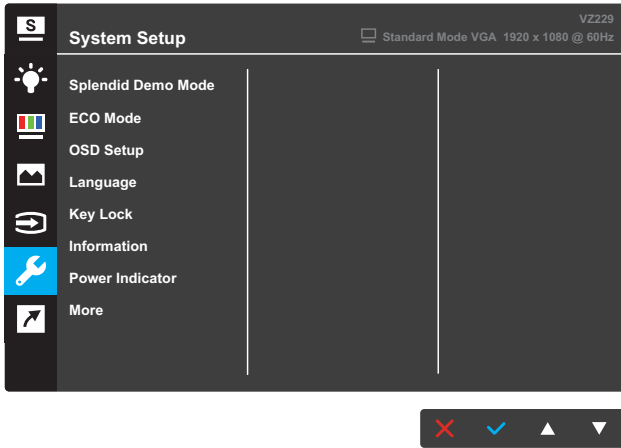 S
VZ229
System Setup
Standard Mode VGA 1920 x 1080 @ 60Hz
Splendid Demo Mode
ECO Mode
OSD Setup
Language
Key Lock
Information
Power Indicator
More